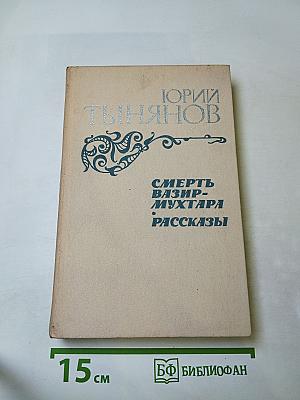 ЮРИЙ
ТЫНЯНОВ
СМЕРТЬ
ВАЗИР-
МУХТАРА
•
РАССКАЗЫ
15 см
БФ БИБЛИОФАН